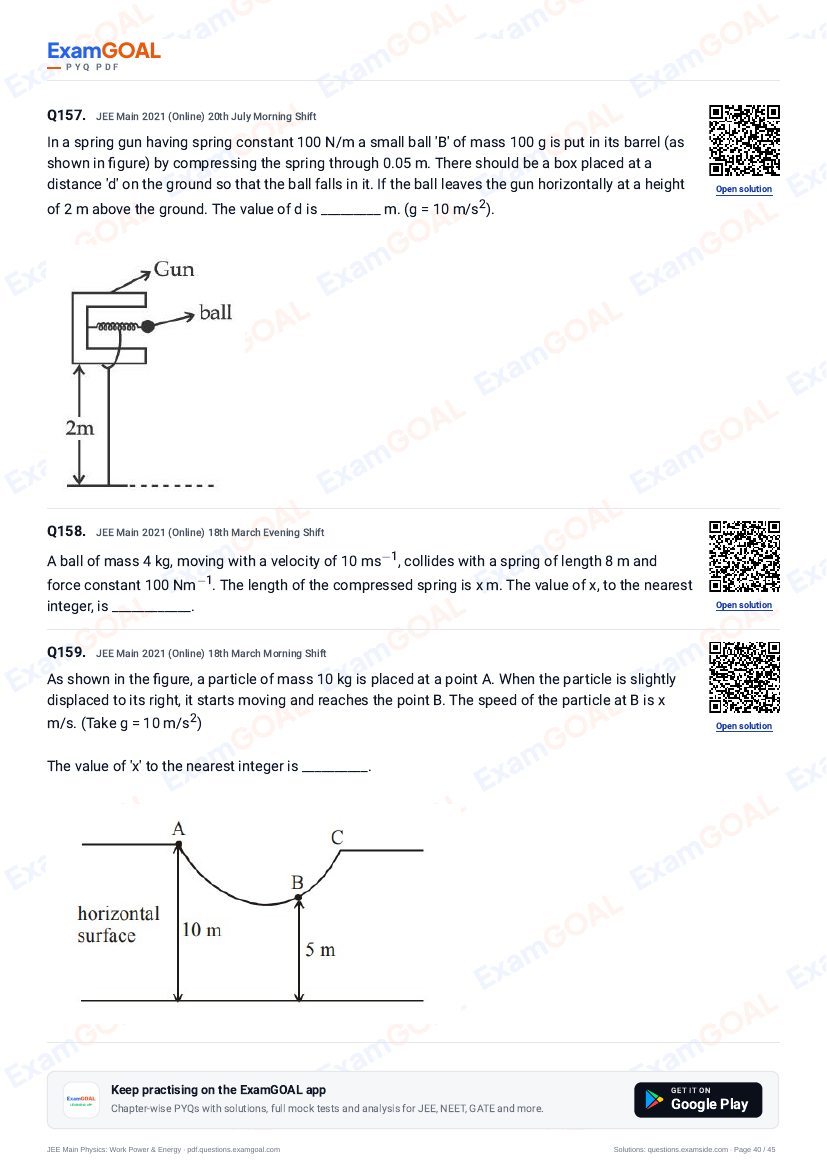 ExamGOAL
PYQ PDF
Q157. JEE Main 2021 (Online) 20th July Morning Shift
In a spring gun having spring constant 100 N/m a small ball 'B' of mass 100 g is put in its barrel (as
shown in figure) by compressing the spring through 0.05 m. There should be a box placed at a
distance 'd' on the ground so that the ball falls in it. If the ball leaves the gun horizontally at a height
of 2 m above the ground. The value of d is _________ m. (g = 10 m/s²).
Open solution
Gun
ball
2m
Q158. JEE Main 2021 (Online) 18th March Evening Shift
A ball of mass 4 kg, moving with a velocity of 10 ms⁻¹, collides with a spring of length 8 m and
force constant 100 Nm⁻¹. The length of the compressed spring is x m. The value of x, to the nearest
integer, is ____________.
Open solution
Q159. JEE Main 2021 (Online) 18th March Morning Shift
As shown in the figure, a particle of mass 10 kg is placed at a point A. When the particle is slightly
displaced to its right, it starts moving and reaches the point B. The speed of the particle at B is x
m/s. (Take g = 10 m/s²)
Open solution
The value of 'x' to the nearest integer is __________.
A
C
B
horizontal
surface
10 m
5 m
ExamGOAL
Keep practising on the ExamGOAL app
Chapter-wise PYQs with solutions, full mock tests and analysis for JEE, NEET, GATE and more.
GET IT ON
Google Play
JEE Main Physics: Work Power & Energy · pdf.questions.examgoal.com
Solutions: questions.examside.com · Page 40 / 45